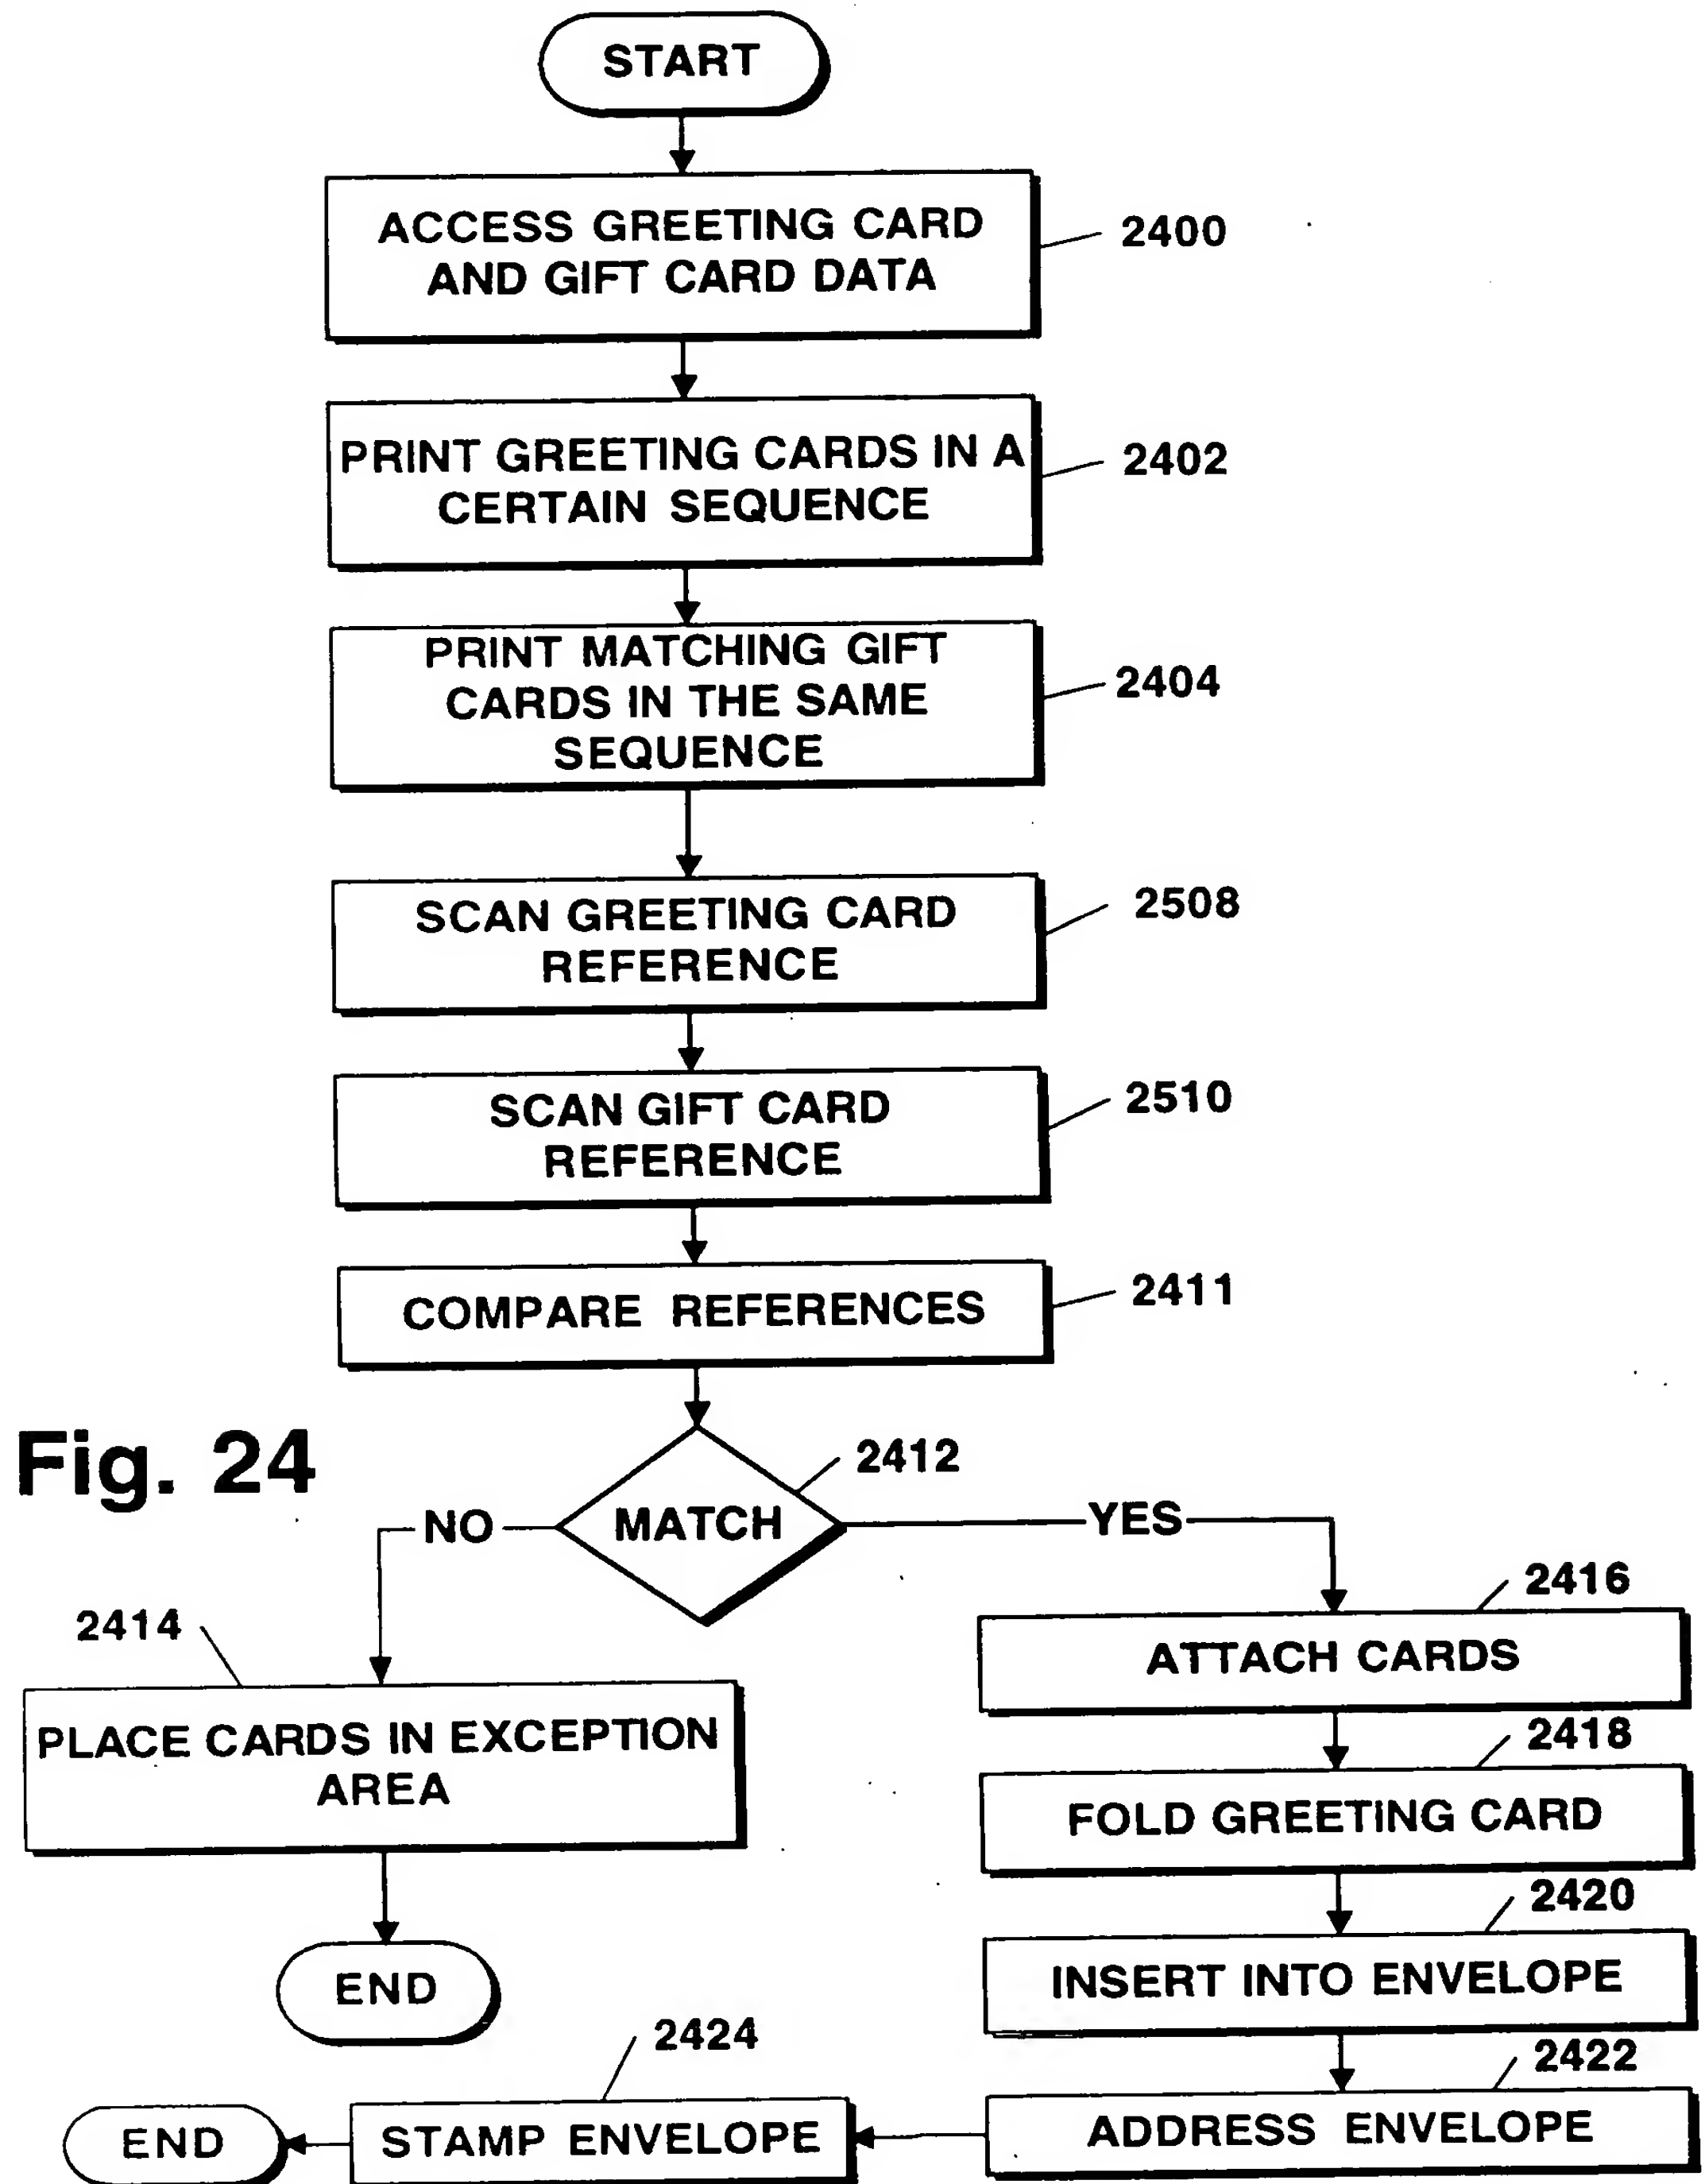 START
ACCESS GREETING CARD
AND GIFT CARD DATA
2400
PRINT GREETING CARDS IN A
CERTAIN SEQUENCE
2402
PRINT MATCHING GIFT
CARDS IN THE SAME
SEQUENCE
2404
SCAN GREETING CARD
REFERENCE
2508
SCAN GIFT CARD
REFERENCE
2510
COMPARE REFERENCES
2411
Fig. 24
2412
MATCH
NO
YES
2414
PLACE CARDS IN EXCEPTION
AREA
END
2416
ATTACH CARDS
2418
FOLD GREETING CARD
2420
INSERT INTO ENVELOPE
2422
ADDRESS ENVELOPE
2424
STAMP ENVELOPE
END